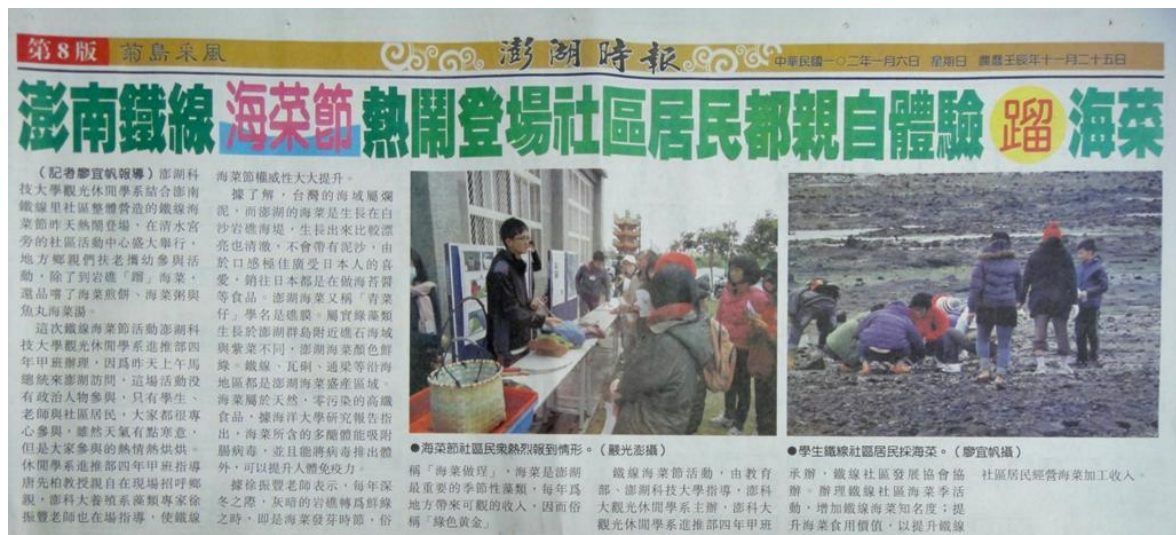 第8版 菊島采風 澎湖時報 中華民國一○二年一月六日 星期日 農曆壬辰年十一月二十五日
澎南鐵線海菜節熱鬧登場社區居民都親自體驗蹓海菜
（記者廖宜帆報導）澎湖科
技大學觀光休閒學系結合澎南
鐵線里社區整體營造的鐵線海
菜節昨天熱鬧登場，在清水宮
旁的社區活動中心盛大舉行，
地方鄉親們扶老攜幼參與活
動，除了到岩礁「蹓」海菜，
還品嚐了海菜煎餅、海菜粥與
魚丸海菜湯。
這次鐵線海菜節活動澎湖科
技大學觀光休閒學系進推部四
年甲班辦理，因爲昨天上午馬
總統來澎湖訪問，這場活動沒
有政治人物參與，只有學生、
老師與社區居民，大家都很專
心參與，雖然天氣有點寒意，
但是大家參與的熱情熱烘烘。
休閒學系進推部四年甲班指導
唐先柏教授親自在現場招呼鄉
親，澎科大養殖系藻類專家徐
振豐老師也在場指導，使鐵線
海菜節權威性大大提升。
據了解，台灣的海域屬爛
泥，而澎湖的海菜是生長在白
沙岩礁海堤，生長出來比較漂
亮也清澈，不會帶有泥沙，由
於口感極佳廣受日本人的喜
愛，銷往日本都是在做海苔醬
等食品。澎湖海菜又稱「青菜
仔」學名是礁膜。屬實綠藻類
生長於澎湖群島附近礁石海域
與紫菜不同，澎湖海菜顏色鮮
綠。鐵線、瓦硐、通梁等沿海
地區都是澎湖海菜盛產區域。
海菜屬於天然，零污染的高纖
食品，據海洋大學研究報告指
出，海菜所含的多醣體能吸附
腸病毒，並且能將病毒排出體
外，可以提升人體免疫力。
據徐振豐老師表示，每年深
冬之際，灰暗的岩礁轉爲鮮綠
之時，即是海菜發芽時節，俗
●海菜節社區民衆熱烈報到情形。（觀光澎攝）
稱「海菜做埕」，海菜是澎湖
最重要的季節性藻類，每年爲
地方帶來可觀的收入，因而俗
稱「綠色黃金」
鐵線海菜節活動，由教育
部、澎湖科技大學指導，澎科
大觀光休閒學系主辦，澎科大
觀光休閒學系進推部四年甲班
●學生鐵線社區居民採海菜。（廖宜帆攝）
承辦，鐵線社區發展協會協
辦。辦理鐵線社區海菜季活
動，增加鐵線海菜知名度；提
升海菜食用價值，以提升鐵線
社區居民經營海菜加工收入。